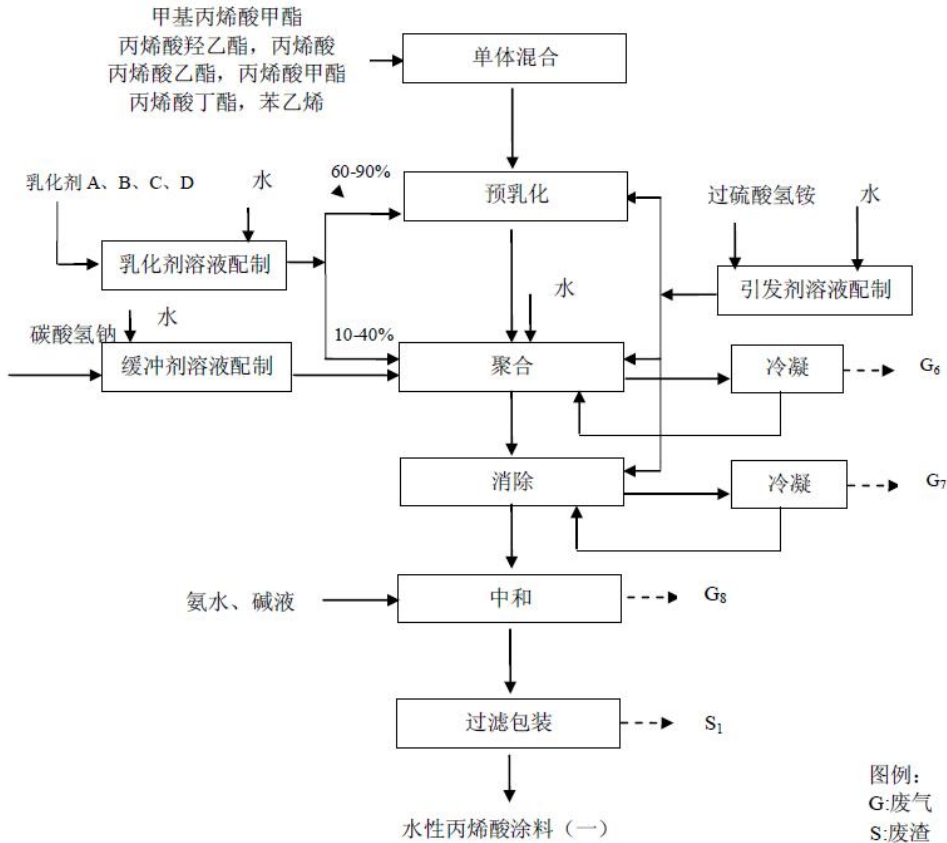 甲基丙烯酸甲酯
丙烯酸羟乙酯，丙烯酸
丙烯酸乙酯，丙烯酸甲酯
丙烯酸丁酯，苯乙烯
单体混合
乳化剂 A、B、C、D
水
60-90%
预乳化
过硫酸氢铵
水
乳化剂溶液配制
引发剂溶液配制
水
碳酸氢钠
水
10-40%
缓冲剂溶液配制
聚合
冷凝
G6
消除
冷凝
G7
氨水、碱液
中和
G8
过滤包装
S1
水性丙烯酸涂料（一）
图例：
G:废气
S:废渣